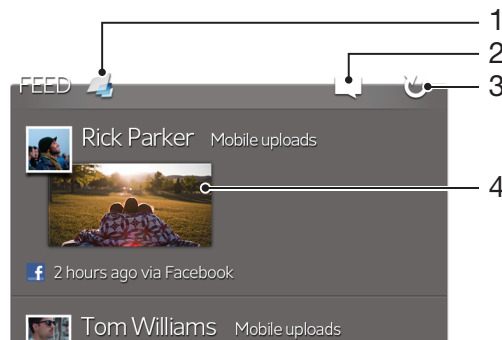 1
2
FEED
3
Rick Parker Mobile uploads
4
f 2 hours ago via Facebook
Tom Williams Mobile uploads